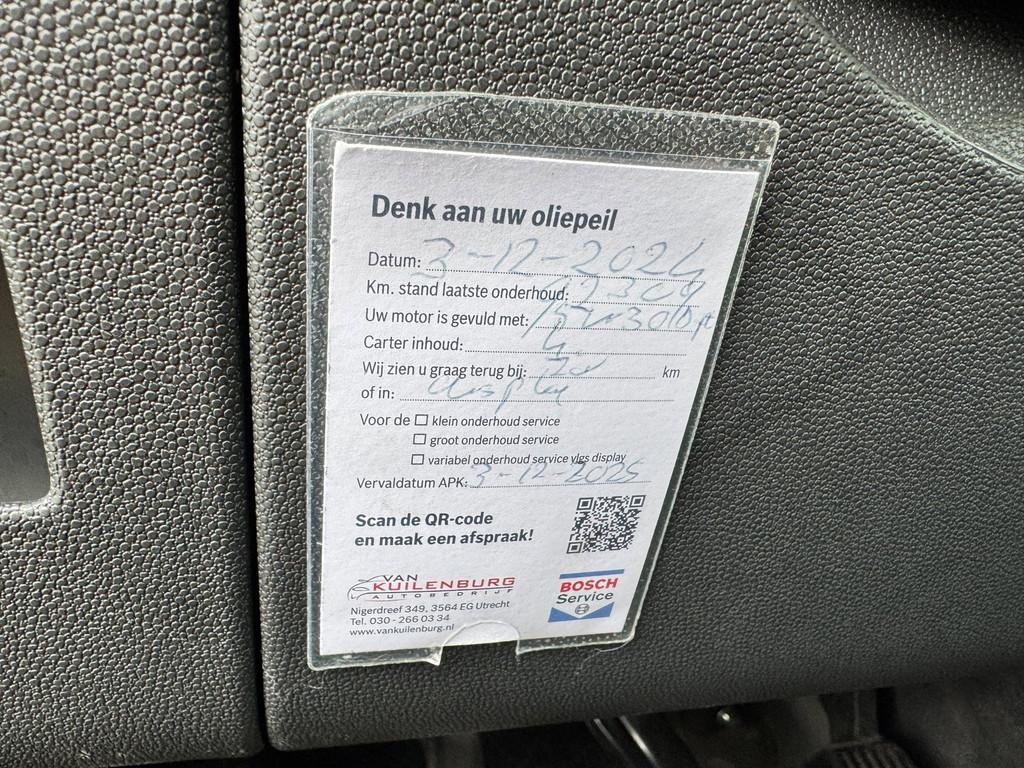 Denk aan uw oliepeil
Datum: 3-12-2024
Km. stand laatste onderhoud:
Uw motor is gevuld met:
Carter inhoud:
Wij zien u graag terug bij: km
of in: display
Voor de ☐ klein onderhoud service
☐ groot onderhoud service
☐ variabel onderhoud service vlgs display
Vervaldatum APK: 3-12-2025
Scan de QR-code
en maak een afspraak!
VAN
KUILENBURG
AUTOBEDRIJF
BOSCH
Service
Nigerdreef 349, 3564 EG Utrecht
Tel. 030 - 266 03 34
www.vankuilenburg.nl